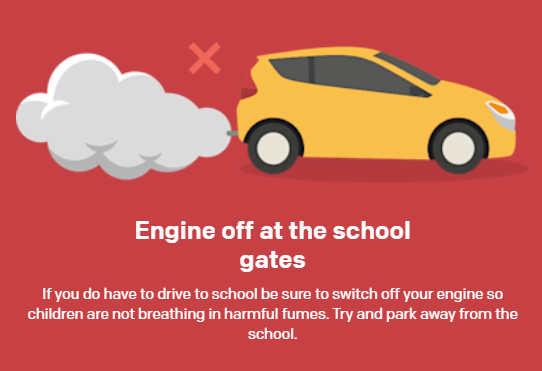 Engine off at the school
gates
If you do have to drive to school be sure to switch off your engine so
children are not breathing in harmful fumes. Try and park away from the
school.